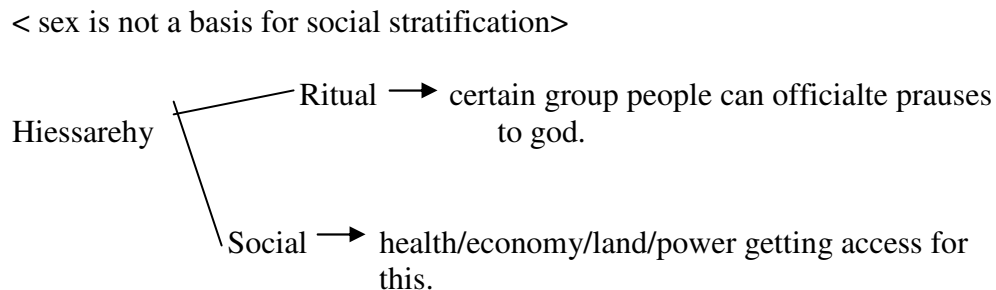 < sex is not a basis for social stratification>
Ritual → certain group people can officialte prauses
Hiessarehy to god.
Social → health/economy/land/power getting access for
this.